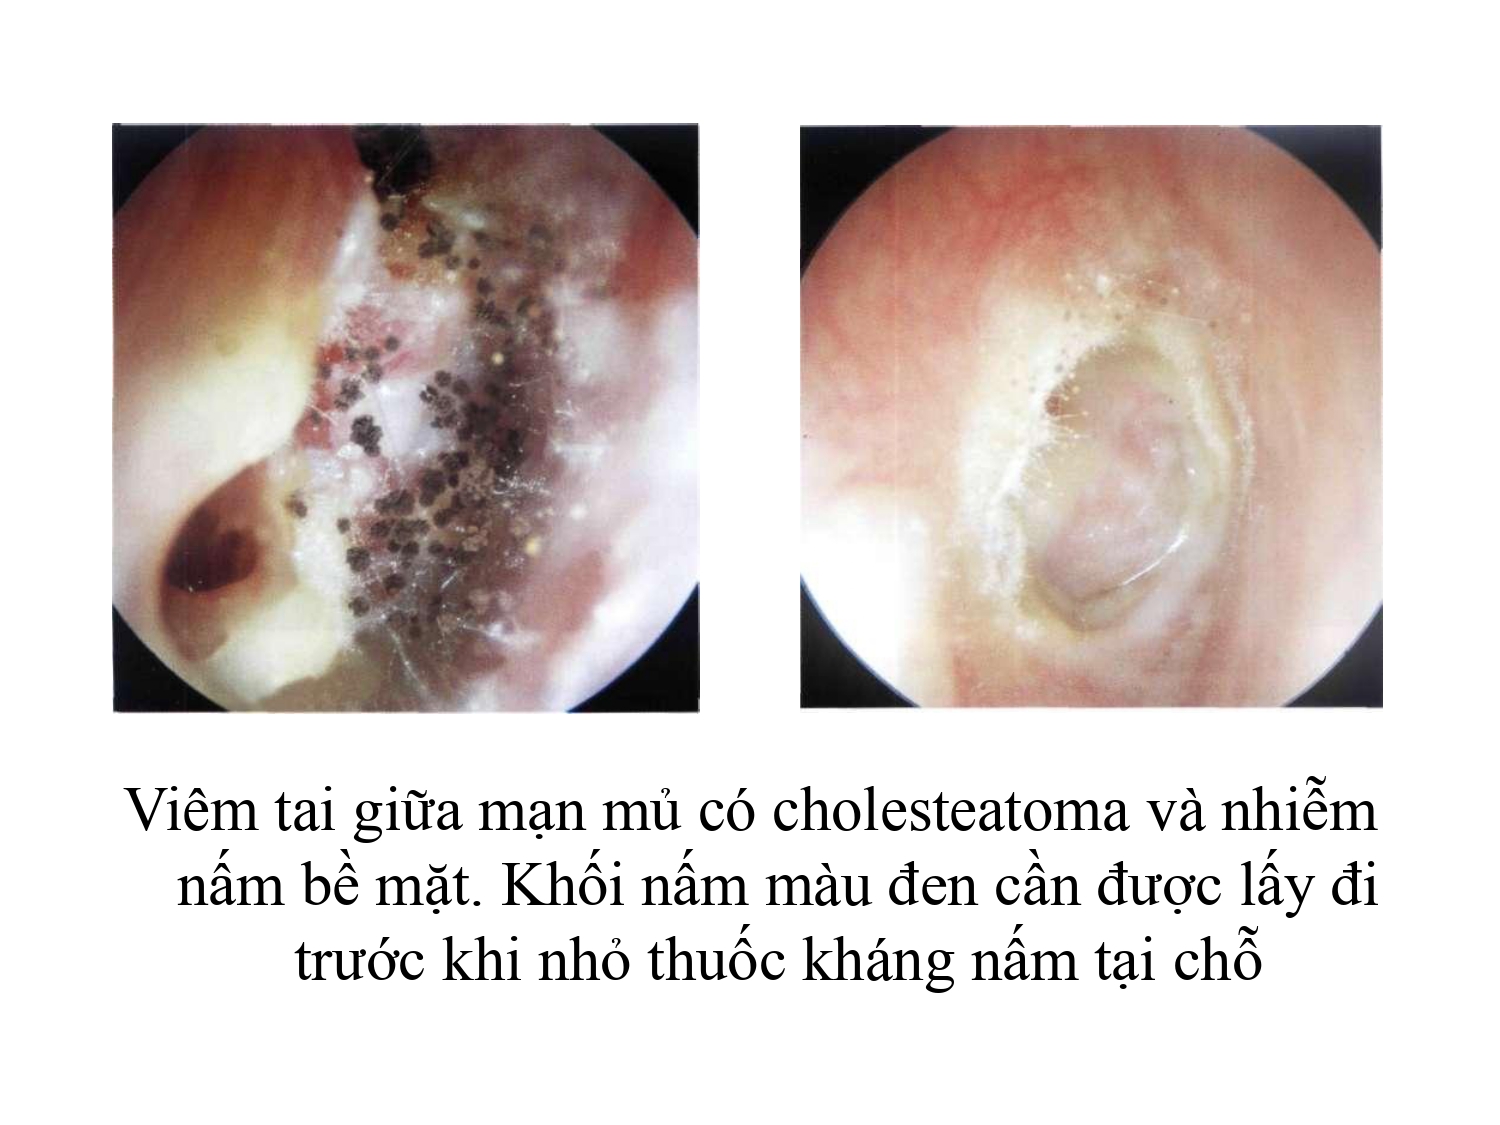 Viêm tai giữa mạn mủ có cholesteatoma và nhiễm
nấm bề mặt. Khối nấm màu đen cần được lấy đi
trước khi nhỏ thuốc kháng nấm tại chỗ